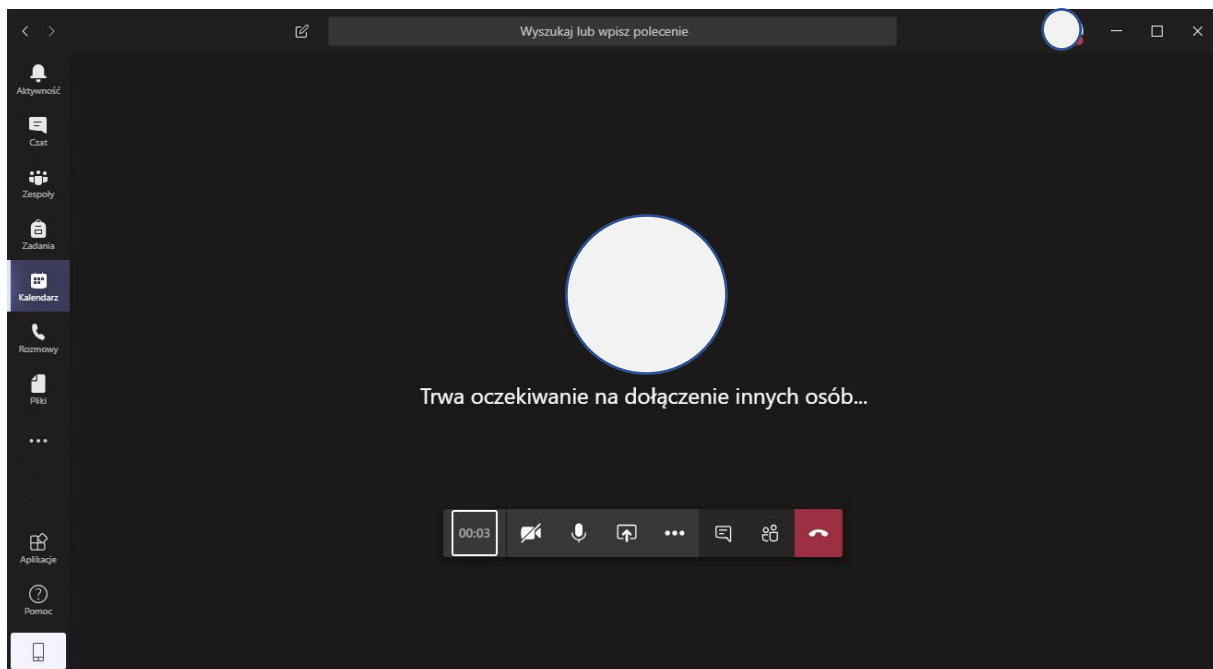 Wyszukaj lub wpisz polecenie
Aktywność
Czat
Zespoły
Zadania
Kalendarz
Rozmowy
Pliki
Aplikacje
Pomoc
Trwa oczekiwanie na dołączenie innych osób...
00:03